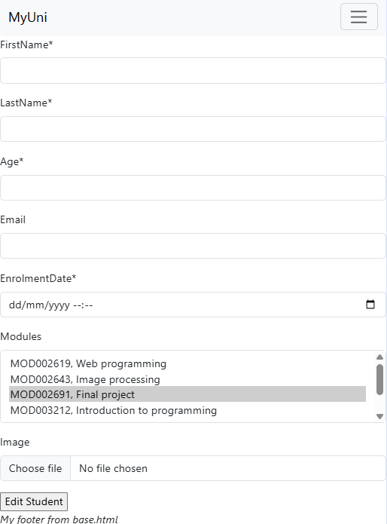 MyUni
FirstName*
LastName*
Age*
Email
EnrolmentDate*
dd/mm/yyyy --:--
Modules
MOD002619, Web programming
MOD002643, Image processing
MOD002691, Final project
MOD003212, Introduction to programming
Image
Choose file No file chosen
Edit Student
My footer from base.html